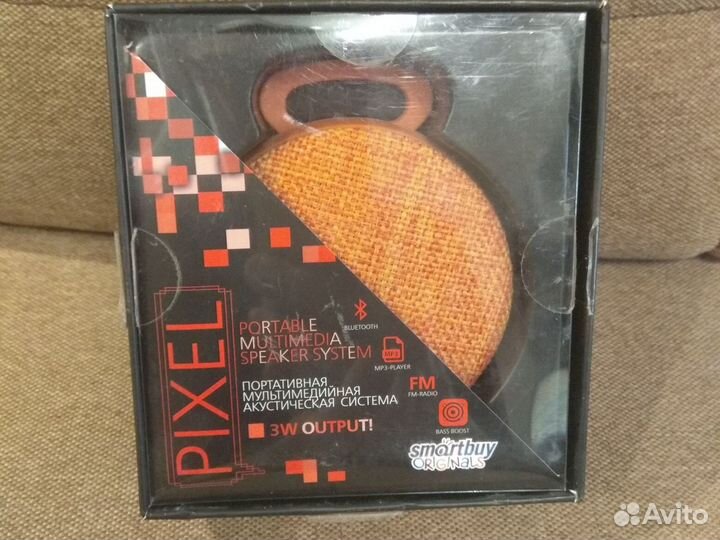 PIXEL
PORTABLE
MULTIMEDIA
SPEAKER SYSTEM
ПОРТАТИВНАЯ
МУЛЬТИМЕДИЙНАЯ
АКУСТИЧЕСКАЯ СИСТЕМА
3W OUTPUT!
BLUETOOTH
MP3
MP3-PLAYER
FM
FM-RADIO
BASS BOOST
smartbuy
ORIGINALS
Avito